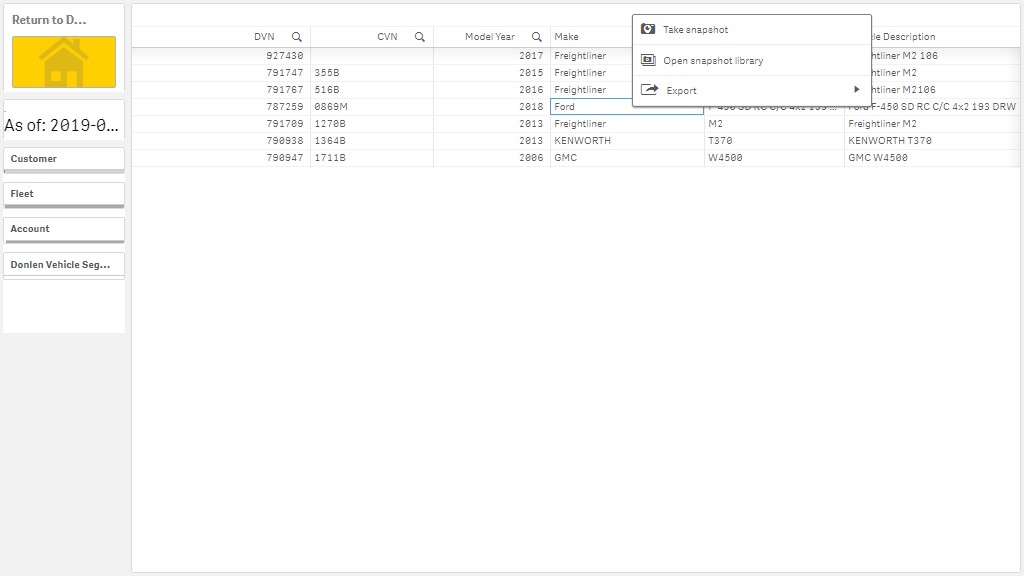 Return to D...
As of: 2019-0...
Customer
Fleet
Account
Donlen Vehicle Seg...
DVN CVN Model Year Make le Description
927430 2017 Freightliner htliner M2 106
791747 355B 2015 Freightliner htliner M2
791767 516B 2016 Freightliner htliner M2106
787259 0869M 2018 Ford F-450 SD RC C/C 4x2 193 ... Ford F-450 SD RC C/C 4x2 193 DRW
791709 1270B 2013 Freightliner M2 Freightliner M2
790938 1364B 2013 KENWORTH T370 KENWORTH T370
790947 1711B 2006 GMC W4500 GMC W4500
Take snapshot
Open snapshot library
Export